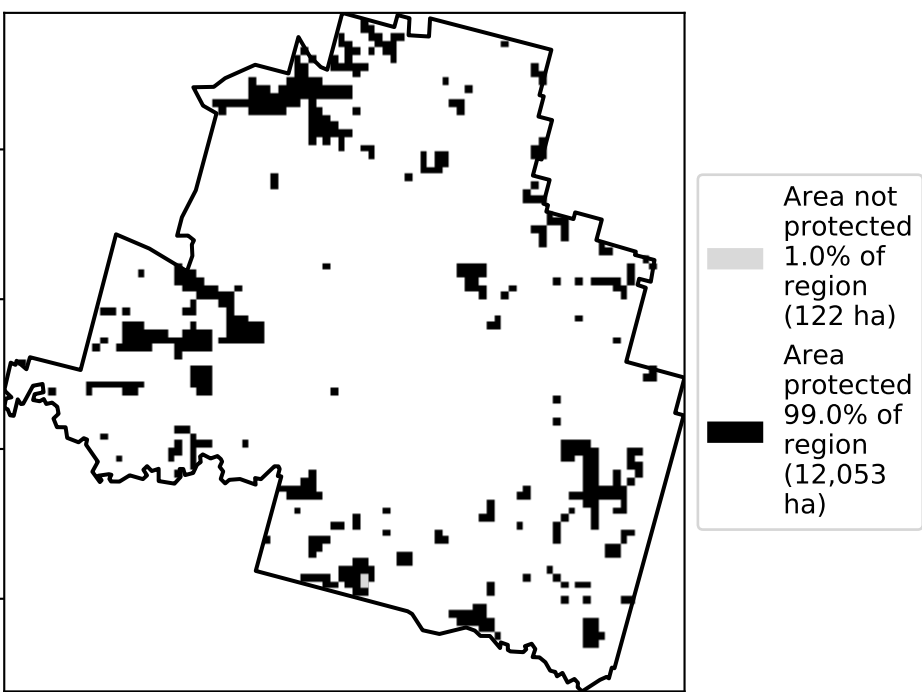 Area not
protected
1.0% of
region
(122 ha)
Area
protected
99.0% of
region
(12,053
ha)